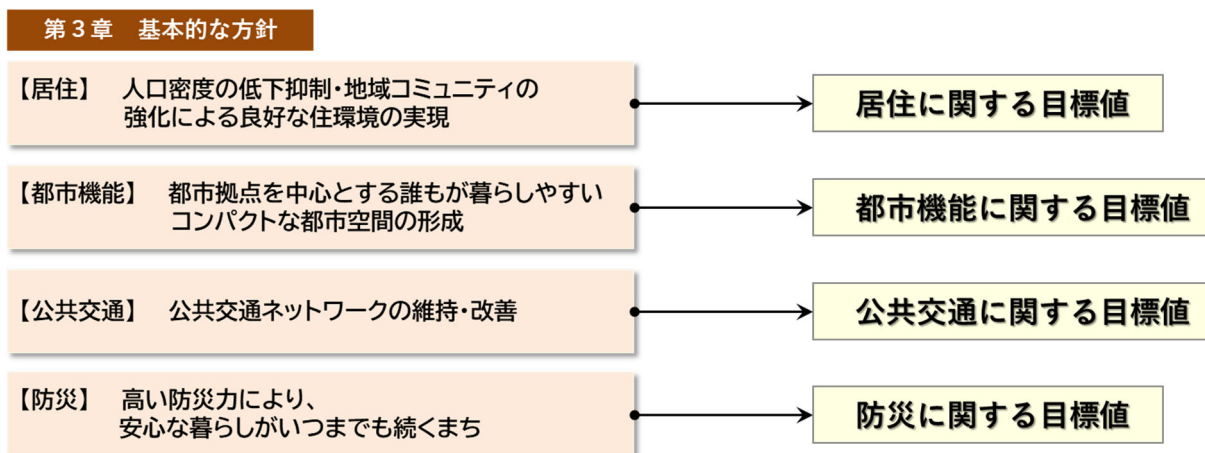 第3章　基本的な方針
【居住】　人口密度の低下抑制・地域コミュニティの
強化による良好な住環境の実現
居住に関する目標値
【都市機能】　都市拠点を中心とする誰もが暮らしやすい
コンパクトな都市空間の形成
都市機能に関する目標値
【公共交通】　公共交通ネットワークの維持・改善
公共交通に関する目標値
【防災】　高い防災力により、
安心な暮らしがいつまでも続くまち
防災に関する目標値